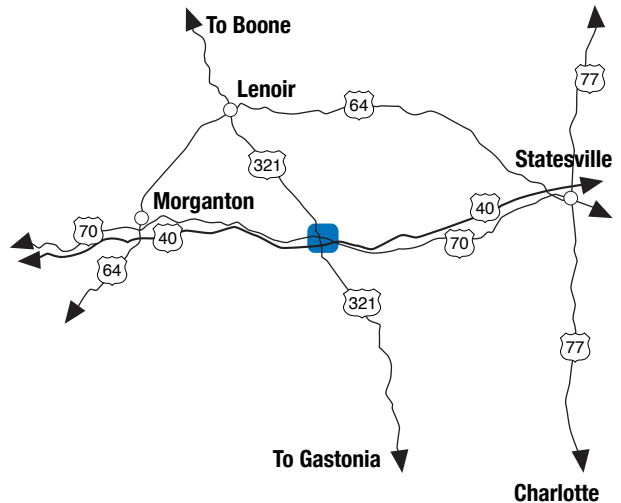 To Boone
77
Lenoir
64
321
Statesville
Morganton
40
70
40
70
64
321
77
To Gastonia
Charlotte